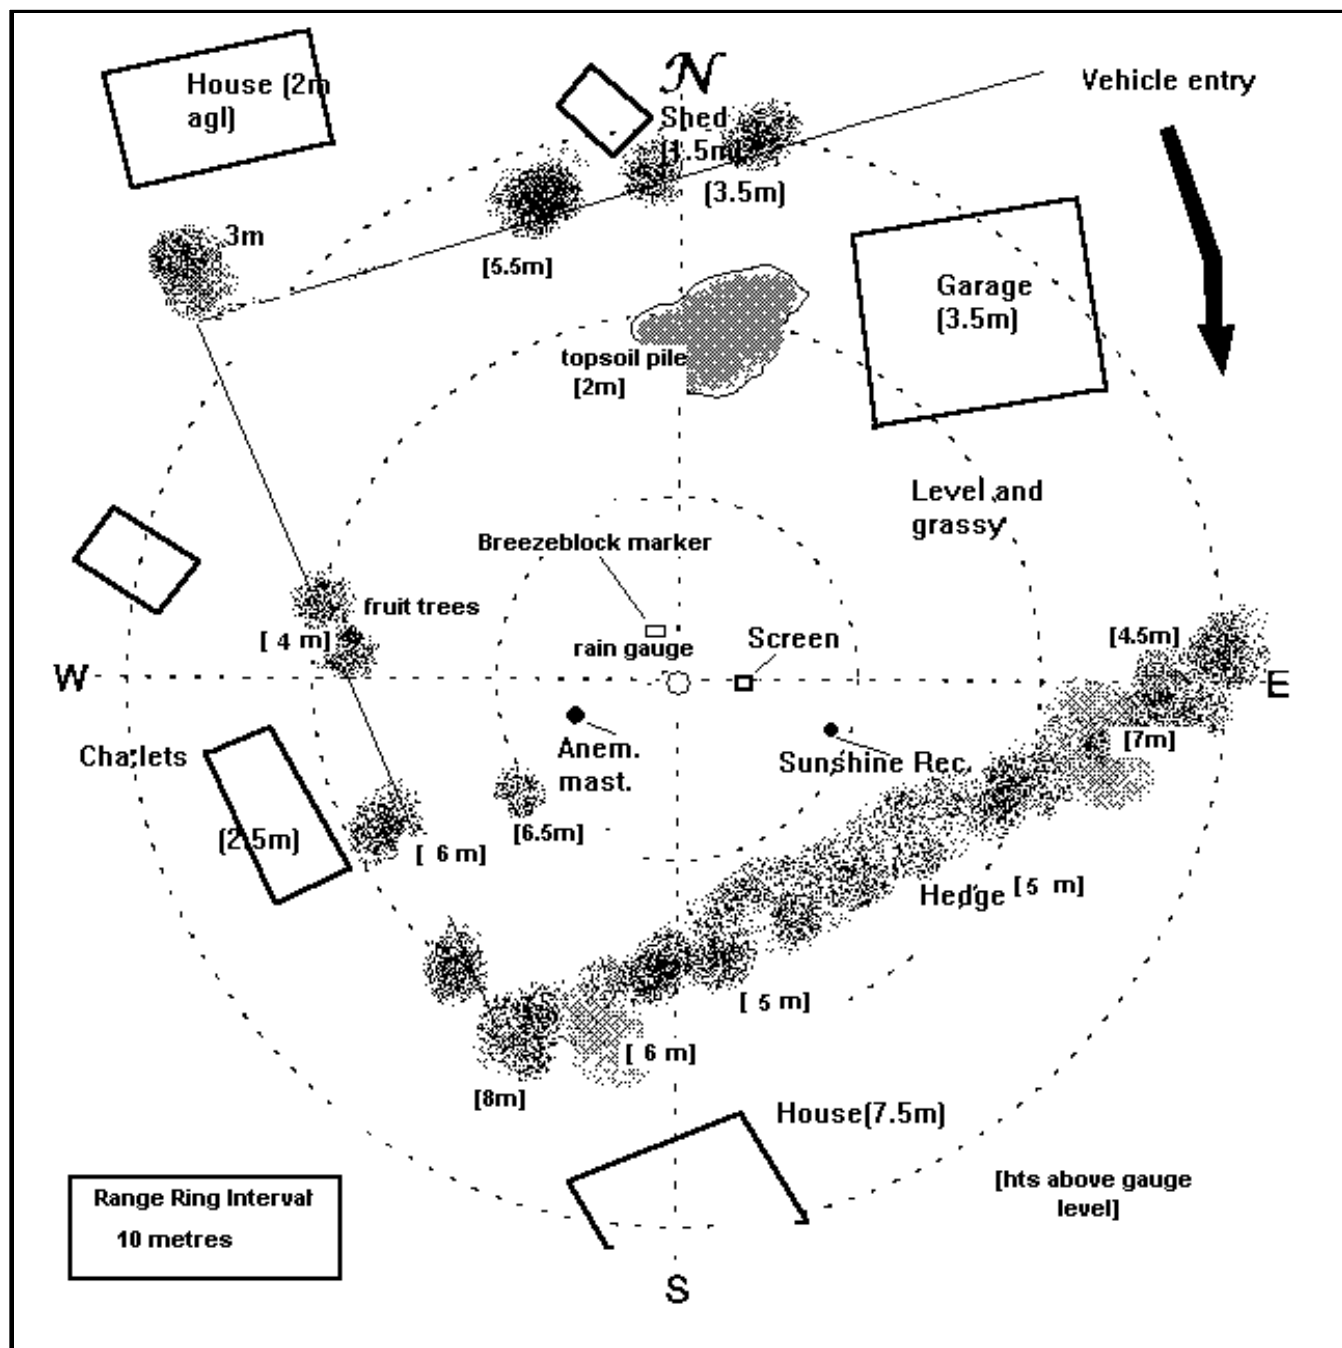 House (2m
agl)
N
Shed
[1.5m]
Vehicle entry
(3.5m)
3m
[5.5m]
Garage
(3.5m)
topsoil pile
[2m]
Level and
grassy
Breezeblock marker
fruit trees
[ 4 m]
rain gauge
Screen
[4.5m]
W
E
Chalets
Anem.
mast.
Sunshine Rec.
[7m]
(2.5m)
[ 6 m]
[6.5m]
Hedge
[ 5 m]
[ 5 m]
[ 6 m]
[8m]
House(7.5m)
[hts above gauge
level]
Range Ring Interval
10 metres
S